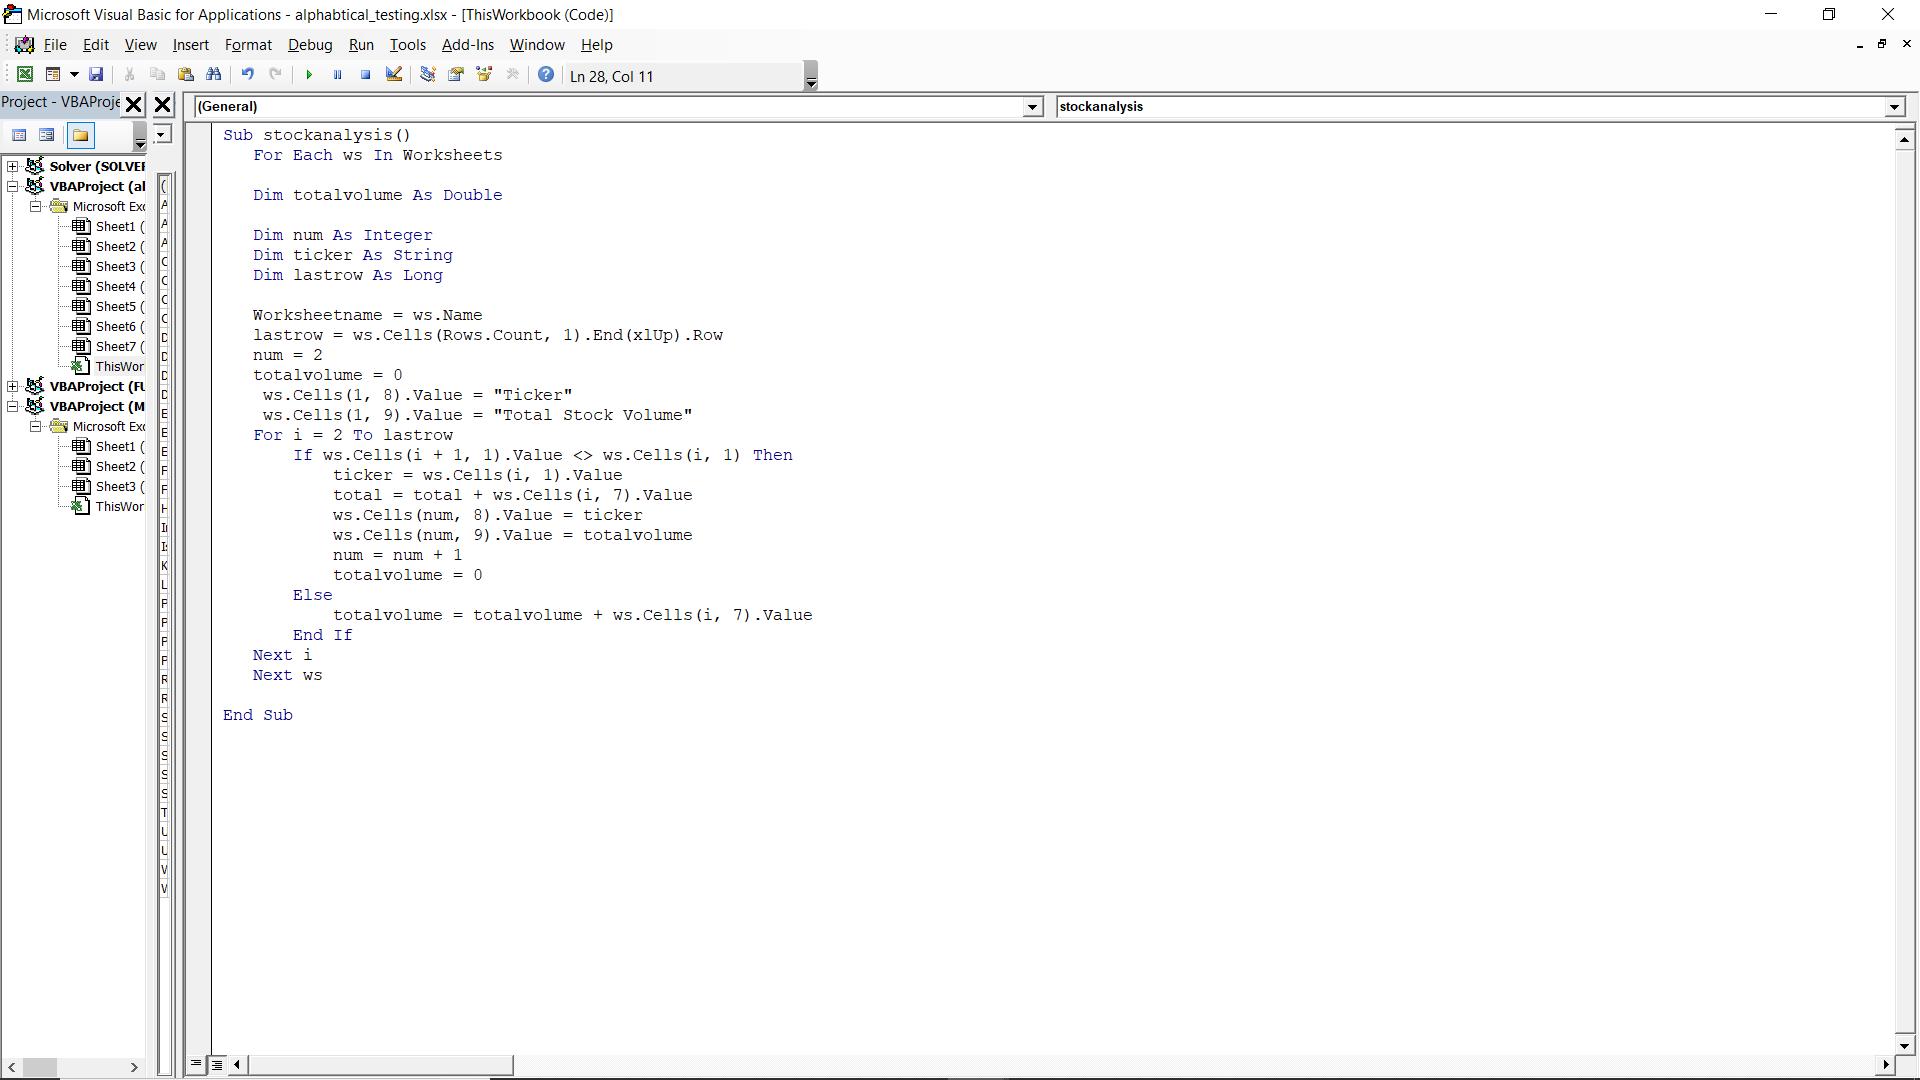 Microsoft Visual Basic for Applications - alphabtical_testing.xlsx - [ThisWorkbook (Code)]
File Edit View Insert Format Debug Run Tools Add-Ins Window Help
Ln 28, Col 11
Project - VBAProje
(General)
stockanalysis
Solver (SOLVER
VBAProject (al
Microsoft Exc
Sheet1 (
Sheet2 (
Sheet3 (
Sheet4 (
Sheet5 (
Sheet6 (
Sheet7 (
ThisWor
VBAProject (FU
VBAProject (M
Microsoft Exc
Sheet1 (
Sheet2 (
Sheet3 (
ThisWor
Sub stockanalysis()
For Each ws In Worksheets
Dim totalvolume As Double
Dim num As Integer
Dim ticker As String
Dim lastrow As Long
Worksheetname = ws.Name
lastrow = ws.Cells(Rows.Count, 1).End(xlUp).Row
num = 2
totalvolume = 0
ws.Cells(1, 8).Value = "Ticker"
ws.Cells(1, 9).Value = "Total Stock Volume"
For i = 2 To lastrow
If ws.Cells(i + 1, 1).Value <> ws.Cells(i, 1) Then
ticker = ws.Cells(i, 1).Value
total = total + ws.Cells(i, 7).Value
ws.Cells(num, 8).Value = ticker
ws.Cells(num, 9).Value = totalvolume
num = num + 1
totalvolume = 0
Else
totalvolume = totalvolume + ws.Cells(i, 7).Value
End If
Next i
Next ws
End Sub